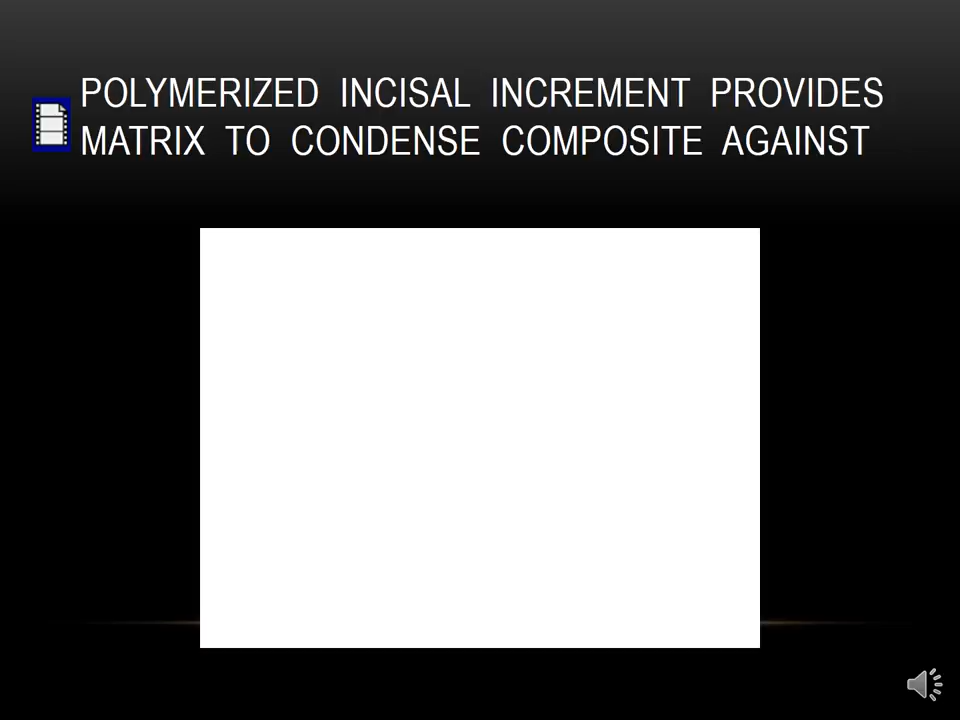 POLYMERIZED INCISAL INCREMENT PROVIDES
MATRIX TO CONDENSE COMPOSITE AGAINST